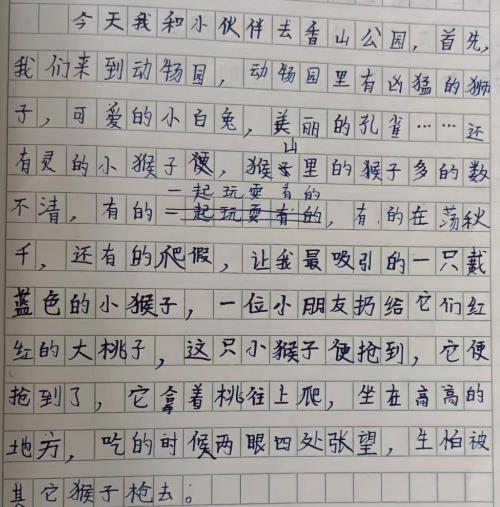 今天我和小伙伴去香山公园，首先，
我们来到动物园，动物园里有凶猛的狮
子，可爱的小白兔，美丽的孔雀……还
山
有灵的小猴子便，猴里的猴子多的数
一起玩耍有的
不清，有的一起玩耍有的，有的在荡秋
千，还有的爬假，让我最吸引的一只戴
蓝色的小猴子，一位小朋友扔给它们红
红的大桃子，这只小猴子便抢到，它便
抢到了，它拿着桃往上爬，坐在高高的
地方，吃的时候两眼四处张望，生怕被
其它猴子枪去。